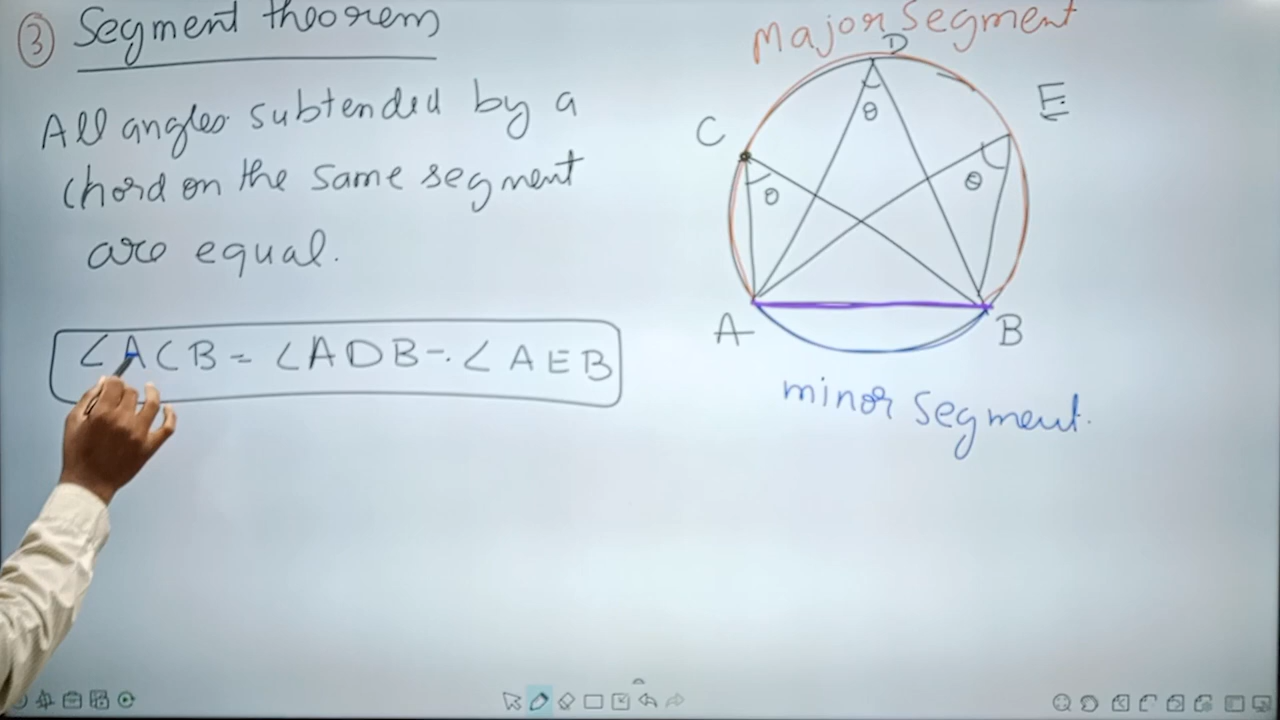 ③ Segment theorem
All angles subtended by a
chord on the same segment
are equal.
∠ACB = ∠ADB = ∠AEB
Major Segment
D
E
C
θ
θ
θ
A
B
minor segment.